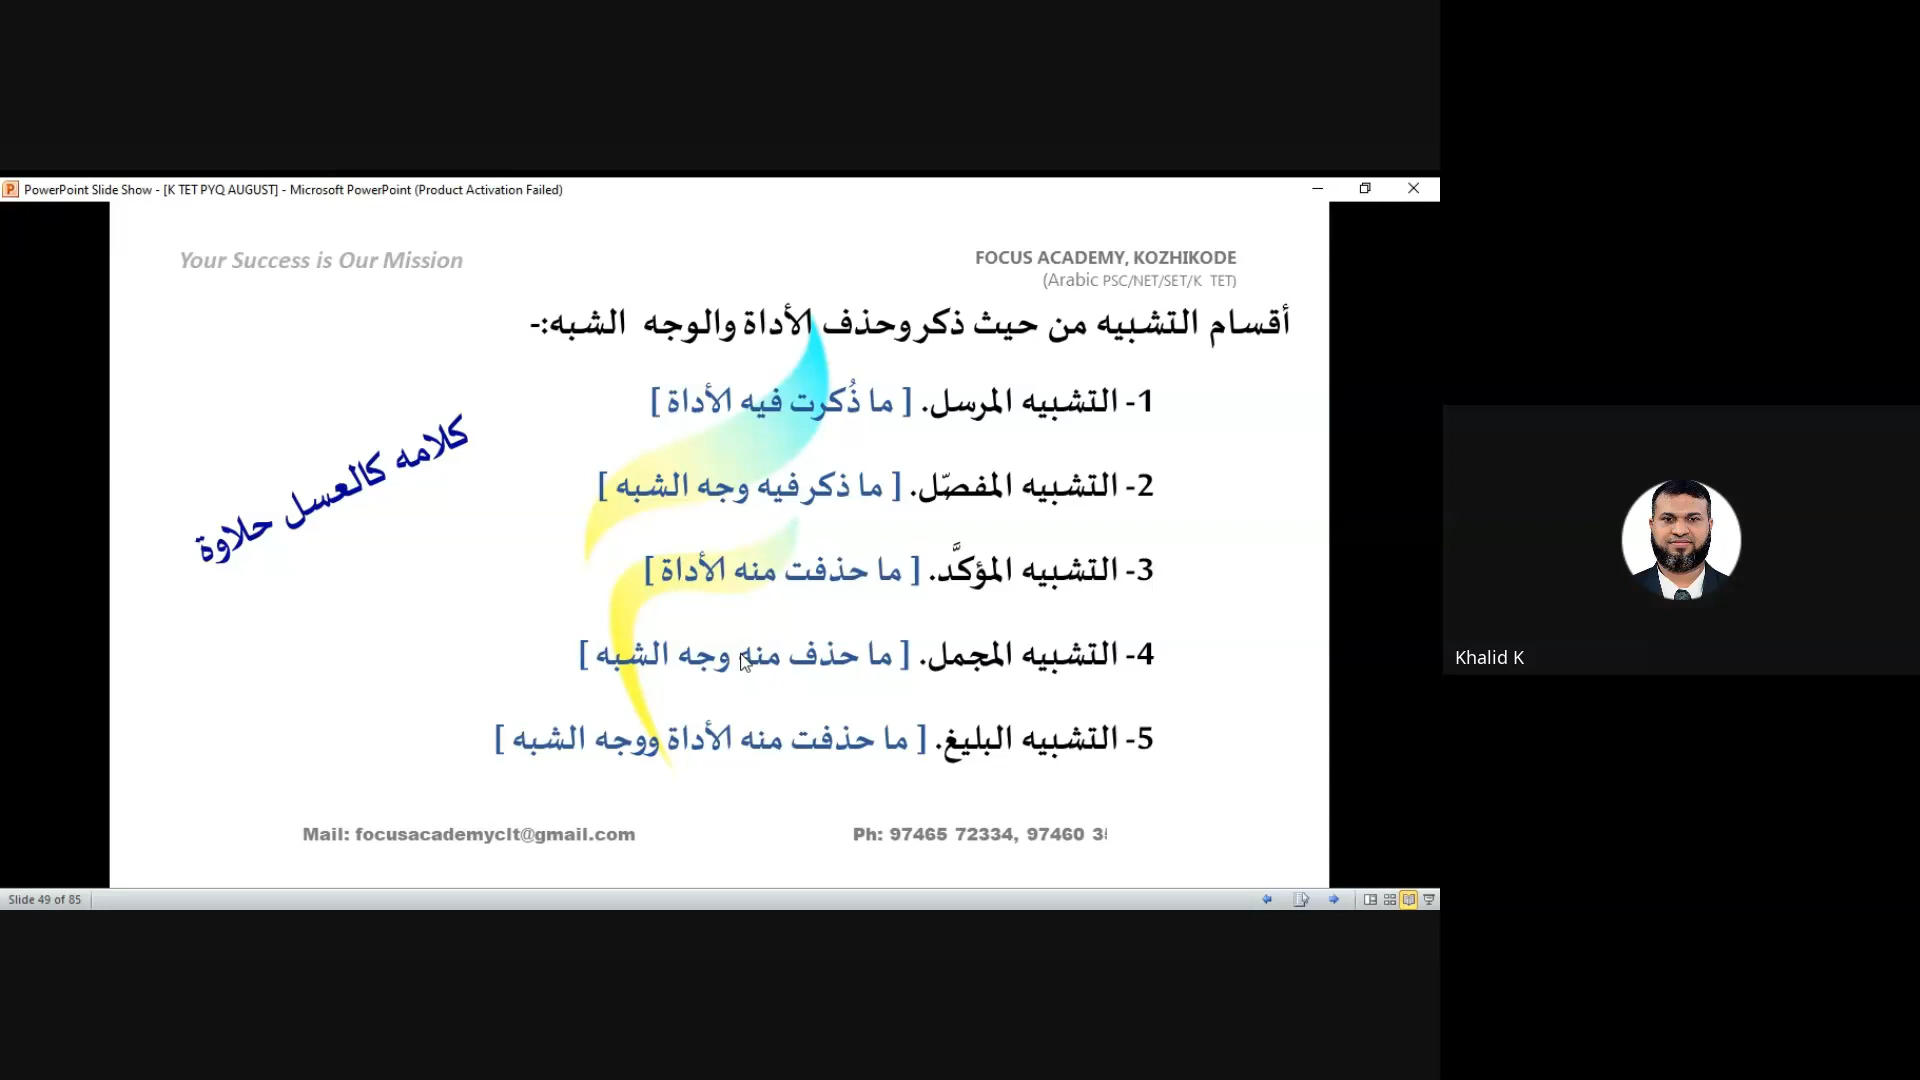 PowerPoint Slide Show - [K TET PYQ AUGUST] - Microsoft PowerPoint (Product Activation Failed)
Your Success is Our Mission
FOCUS ACADEMY, KOZHIKODE
(Arabic PSC/NET/SET/K TET)
أقسام التشبيه من حيث ذكر وحذف الأداة والوجه الشبه:-
1- التشبيه المرسل. [ ما ذُكرت فيه الأداة ]
2- التشبيه المفصّل. [ ما ذكر فيه وجه الشبه ]
كلامه كالعسل حلاوة
3- التشبيه المؤكَّد. [ ما حذفت منه الأداة ]
4- التشبيه المجمل. [ ما حذف منه وجه الشبه ]
5- التشبيه البليغ. [ ما حذفت منه الأداة ووجه الشبه ]
Mail: focusacademyclt@gmail.com
Ph: 97465 72334, 97460 3
Slide 49 of 85
Khalid K